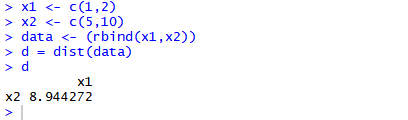 > x1 <- c(1,2)
> x2 <- c(5,10)
> data <- (rbind(x1,x2))
> d = dist(data)
> d
         x1
x2 8.944272
>